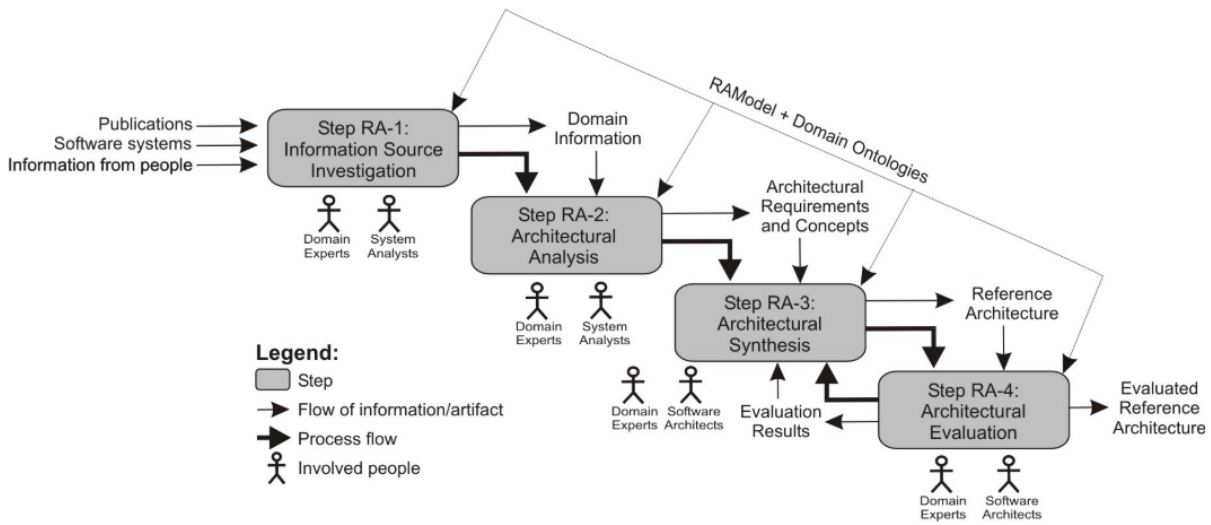 RAModel + Domain Ontologies
Publications
Software systems
Information from people
Step RA-1:
Information Source
Investigation
Domain
Information
Domain
Experts
System
Analysts
Step RA-2:
Architectural
Analysis
Architectural
Requirements
and Concepts
Domain
Experts
System
Analysts
Step RA-3:
Architectural
Synthesis
Reference
Architecture
Domain
Experts
Software
Architects
Evaluation
Results
Step RA-4:
Architectural
Evaluation
Evaluated
Reference
Architecture
Domain
Experts
Software
Architects
Legend:
Step
Flow of information/artifact
Process flow
Involved people